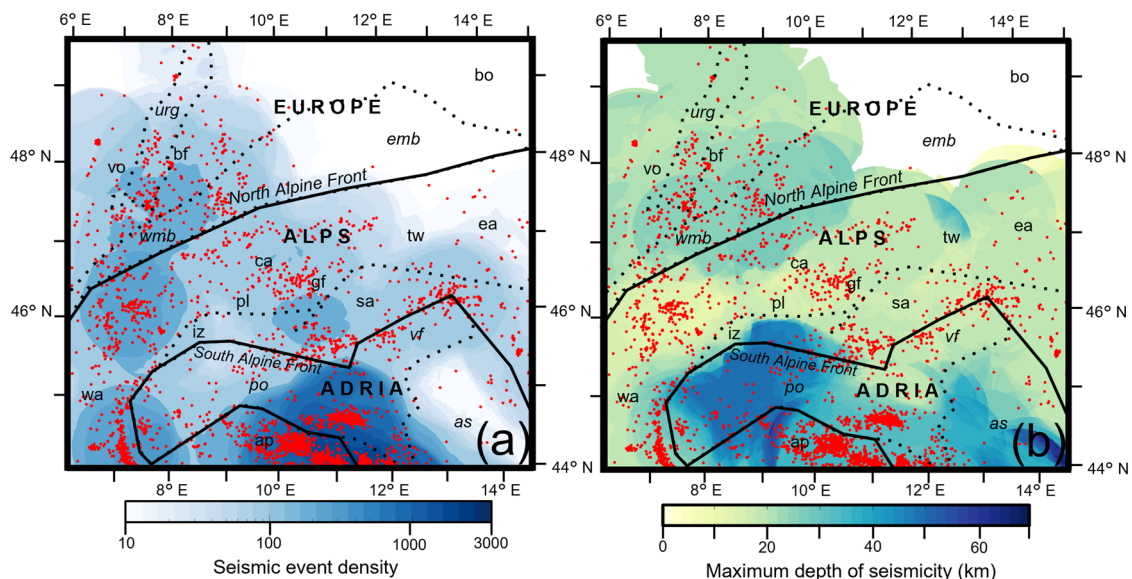 6° E 8° E 10° E 12° E 14° E
bo
EUROPE
urg
emb
48° N
vo
bf
North Alpine Front
wmb
ALPS
tw
ea
ca
gf
46° N
pl
sa
iz
vf
South Alpine Front
wa
po
ADRIA
as
ap
(a)
44° N
8° E 10° E 12° E 14° E
10 100 1000 3000
Seismic event density
6° E 8° E 10° E 12° E 14° E
bo
EUROPE
urg
emb
48° N
vo
bf
North Alpine Front
wmb
ALPS
tw
ea
ca
gf
46° N
pl
sa
iz
vf
South Alpine Front
wa
po
ADRIA
as
ap
(b)
44° N
8° E 10° E 12° E 14° E
0 20 40 60
Maximum depth of seismicity (km)